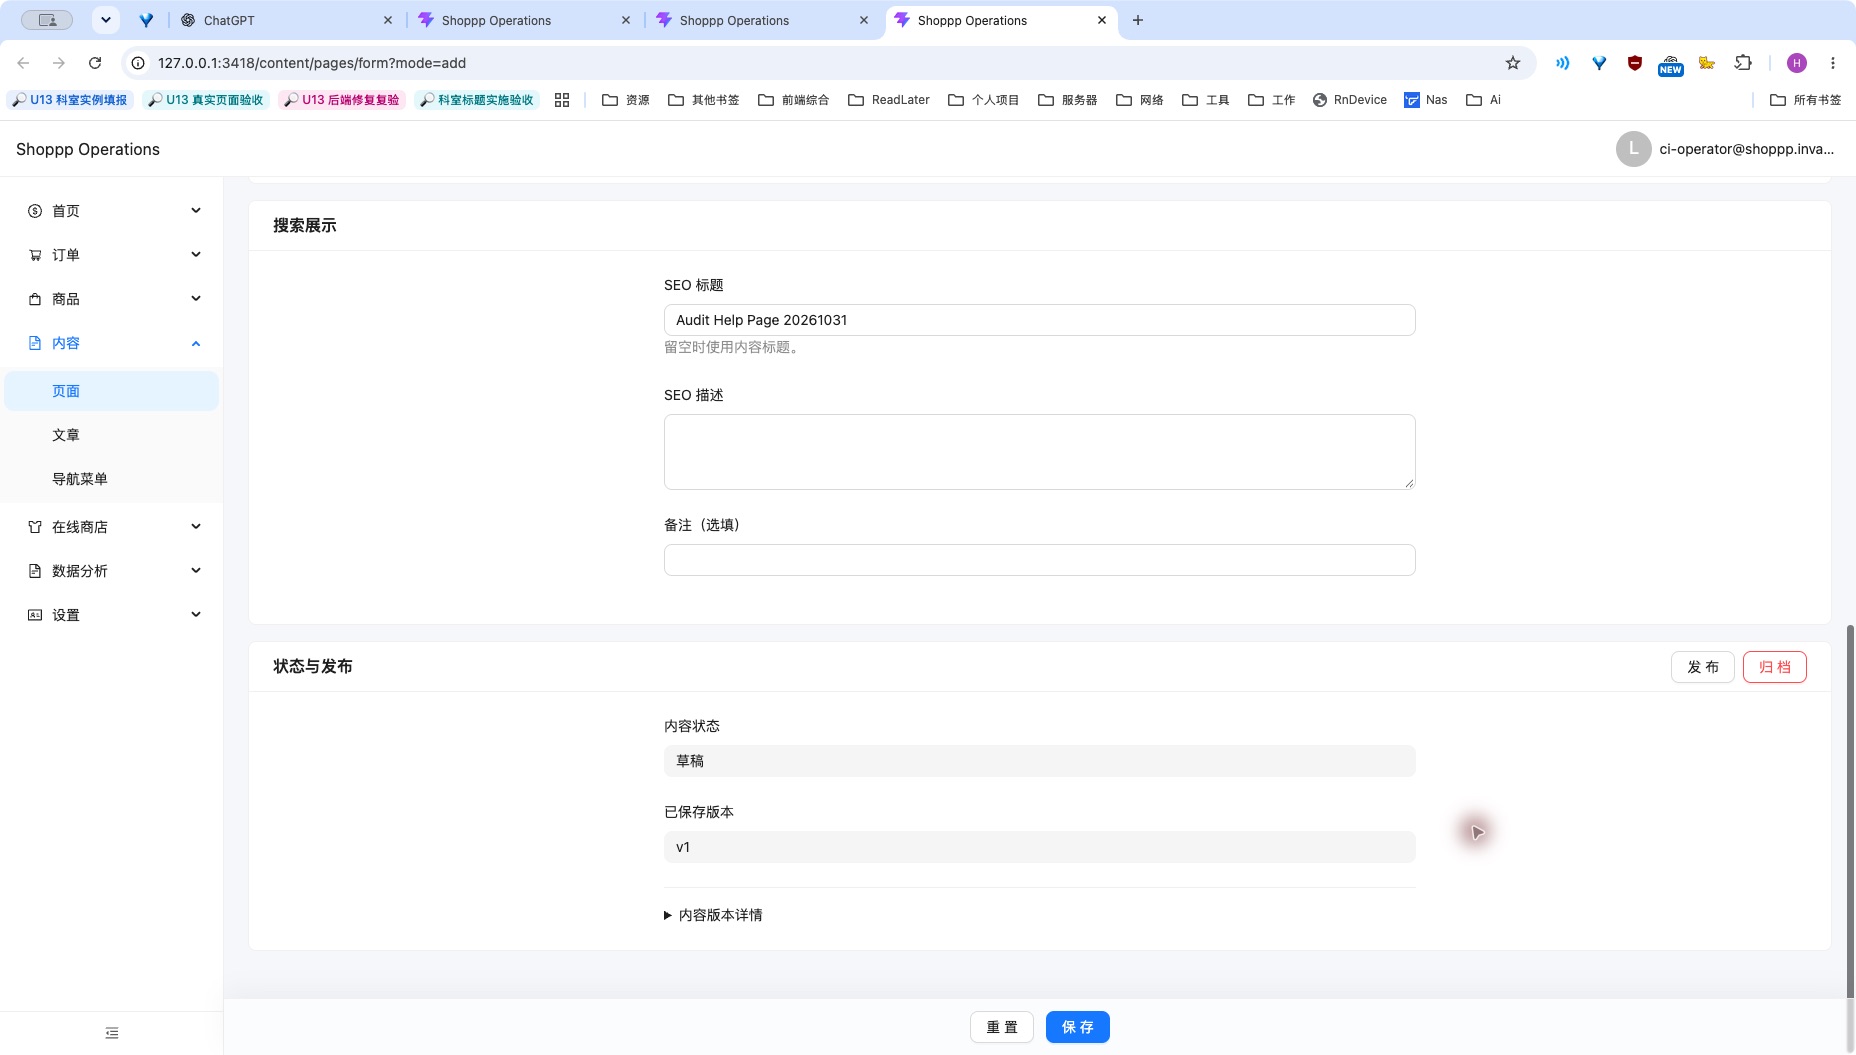 ChatGPT
Shoppp Operations
Shoppp Operations
Shoppp Operations
127.0.0.1:3418/content/pages/form?mode=add
NEW
H
U13 科室实例填报
U13 真实页面验收
U13 后端修复复验
科室标题实施验收
资源
其他书签
前端综合
ReadLater
个人项目
服务器
网络
工具
工作
RnDevice
Nas
Ai
所有书签
Shoppp Operations
L
ci-operator@shoppp.inva...
首页
订单
商品
内容
页面
文章
导航菜单
在线商店
数据分析
设置
搜索展示
SEO 标题
Audit Help Page 20261031
留空时使用内容标题。
SEO 描述
备注（选填）
状态与发布
发 布
归 档
内容状态
草稿
已保存版本
v1
内容版本详情
重 置
保 存